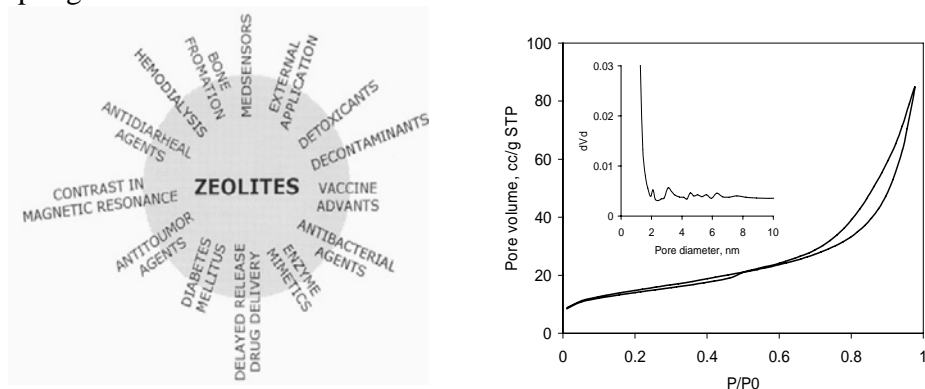 HEMODIALYSIS
BONE
FROMATION
MEDSENSORS
EXTERNAL
APPLICATION
DETOXICANTS
DECONTAMINANTS
VACCINE
ADVANTS
ANTIBACTERIAL
AGENTS
ENZYME
MIMETICS
DELAYED RELEASE
DRUG DELIVERY
DIABETES
MELLITUS
ANTITOUMOR
AGENTS
CONTRAST IN
MAGNETIC RESONANCE
ANTIDIARHEAL
AGENTS
ZEOLITES
Pore volume, cc/g STP
100
80
60
40
20
0
0 0.2 0.4 0.6 0.8 1
P/P0
dVd
0.03
0.02
0.01
0
0 2 4 6 8 10
Pore diameter, nm